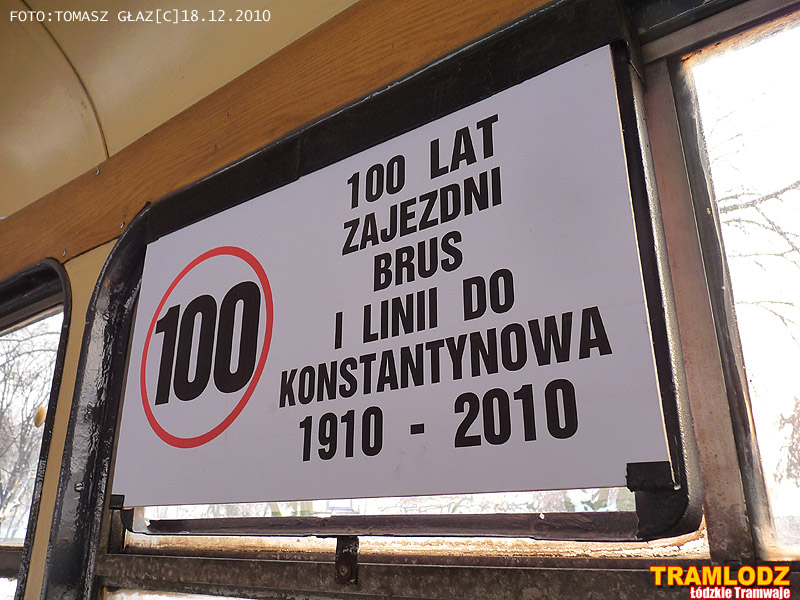 FOTO:TOMASZ GŁAZ[C]18.12.2010
100 LAT
ZAJEZDNI
BRUS
I LINII DO
KONSTANTYNOWA
1910 - 2010
100
TRAMLODZ
Łódzkie Tramwaje